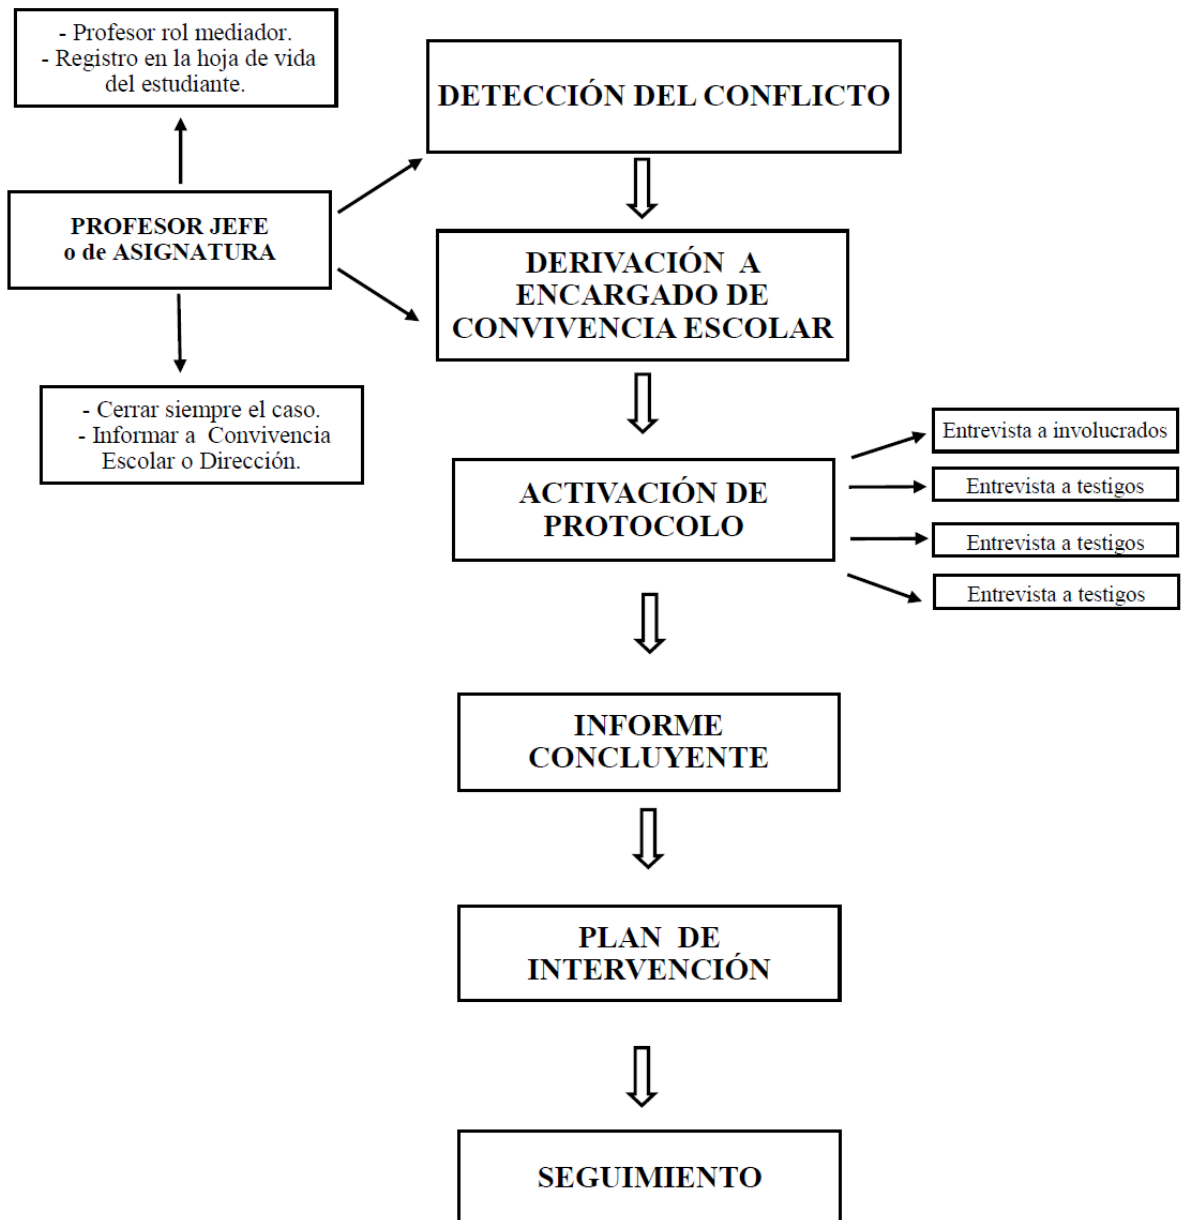 - Profesor rol mediador.
- Registro en la hoja de vida
del estudiante.
DETECCIÓN DEL CONFLICTO
PROFESOR JEFE
o de ASIGNATURA
DERIVACIÓN A
ENCARGADO DE
CONVIVENCIA ESCOLAR
- Cerrar siempre el caso.
- Informar a Convivencia
Escolar o Dirección.
ACTIVACIÓN DE
PROTOCOLO
Entrevista a involucrados
Entrevista a testigos
Entrevista a testigos
Entrevista a testigos
INFORME
CONCLUYENTE
PLAN DE
INTERVENCIÓN
SEGUIMIENTO